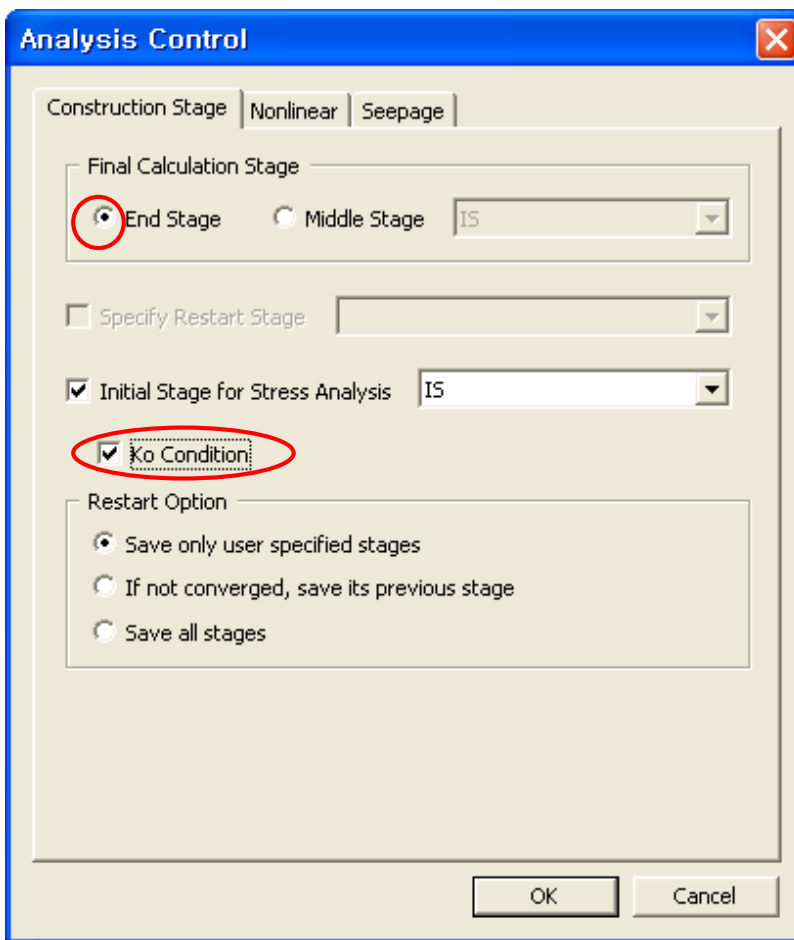 Analysis Control
Construction Stage Nonlinear Seepage
Final Calculation Stage
End Stage Middle Stage IS
Specify Restart Stage
Initial Stage for Stress Analysis IS
Ko Condition
Restart Option
Save only user specified stages
If not converged, save its previous stage
Save all stages
OK Cancel